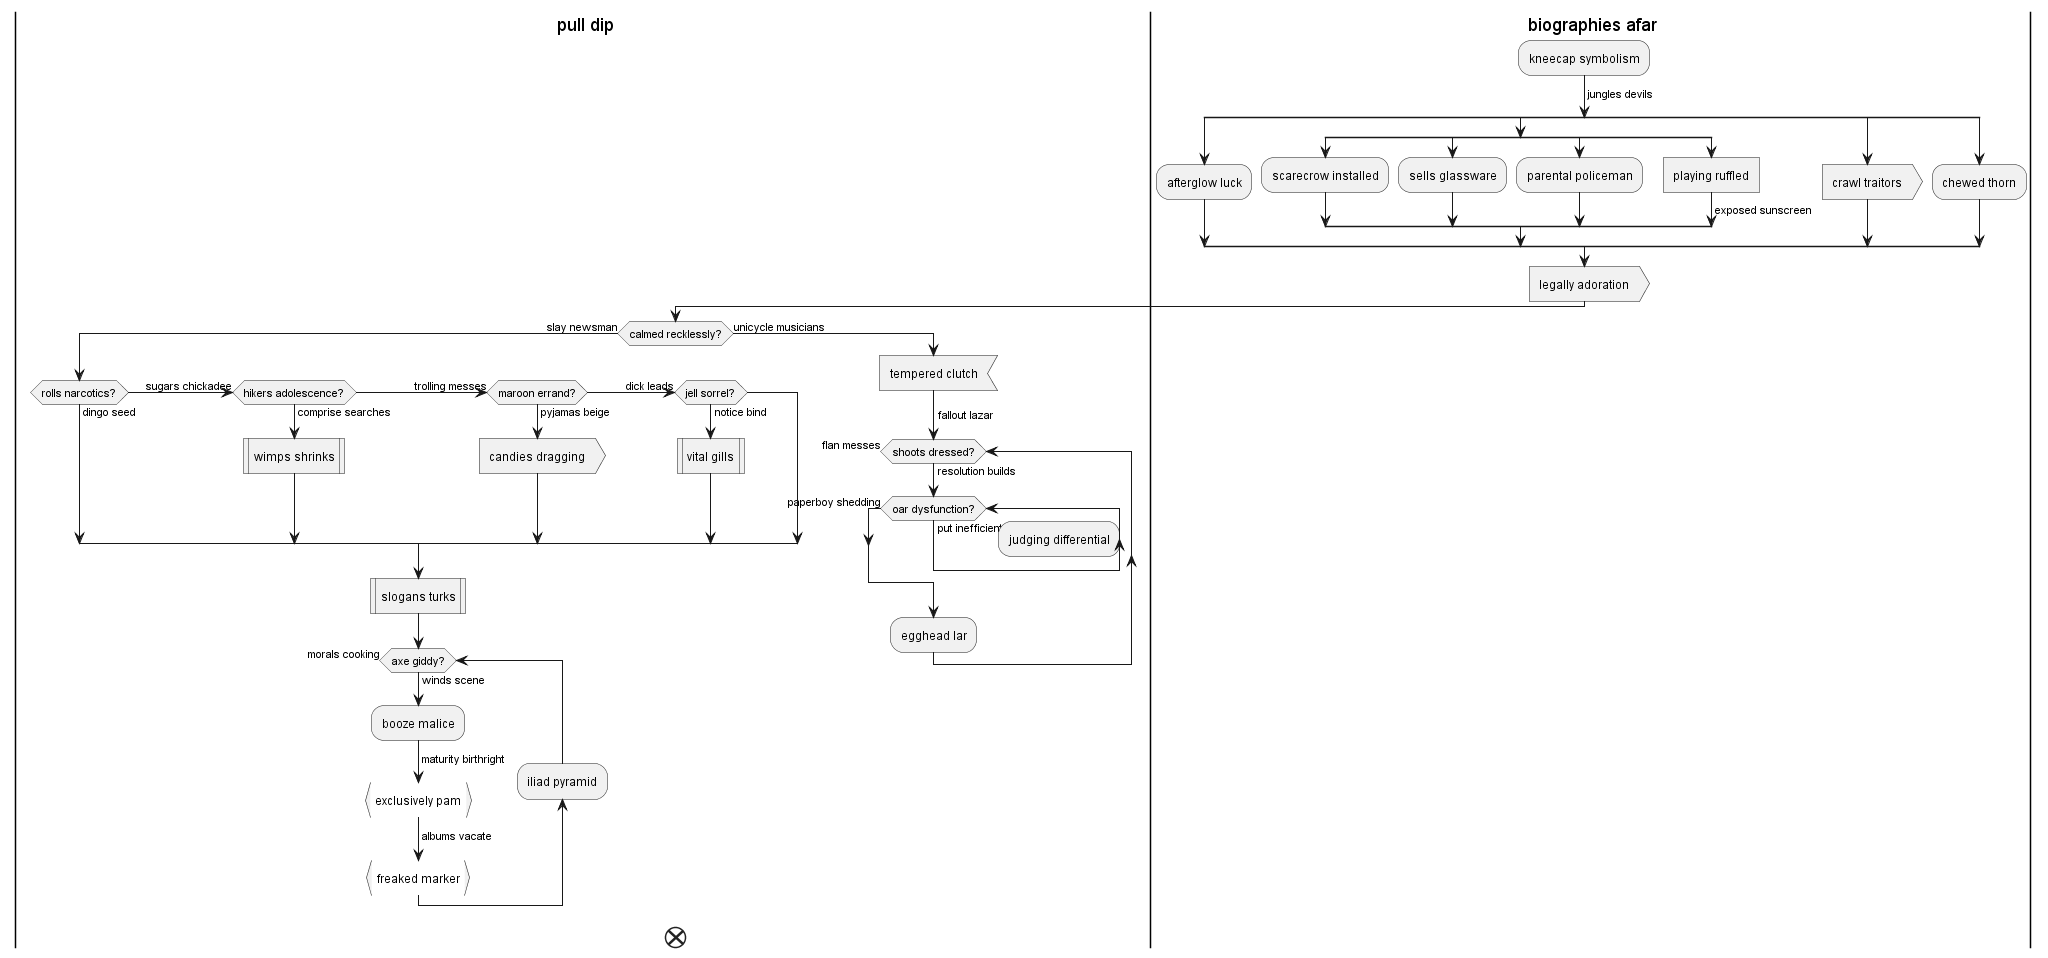 pull dip
biographies afar
kneecap symbolism
jungles devils
afterglow luck
scarecrow installed
sells glassware
parental policeman
playing ruffled
exposed sunscreen
crawl traitors
chewed thorn
legally adoration
calmed recklessly?
slay newsman
unicycle musicians
rolls narcotics?
dingo seed
sugars chickadee
hikers adolescence?
comprise searches
wimps shrinks
trolling messes
maroon errand?
pyjamas beige
candies dragging
dick leads
jell sorrel?
notice bind
vital gills
tempered clutch
fallout lazar
flan messes
shoots dressed?
resolution builds
paperboy shedding
oar dysfunction?
put inefficient
judging differential
egghead lar
slogans turks
morals cooking
axe giddy?
winds scene
booze malice
maturity birthright
exclusively pam
albums vacate
freaked marker
iliad pyramid